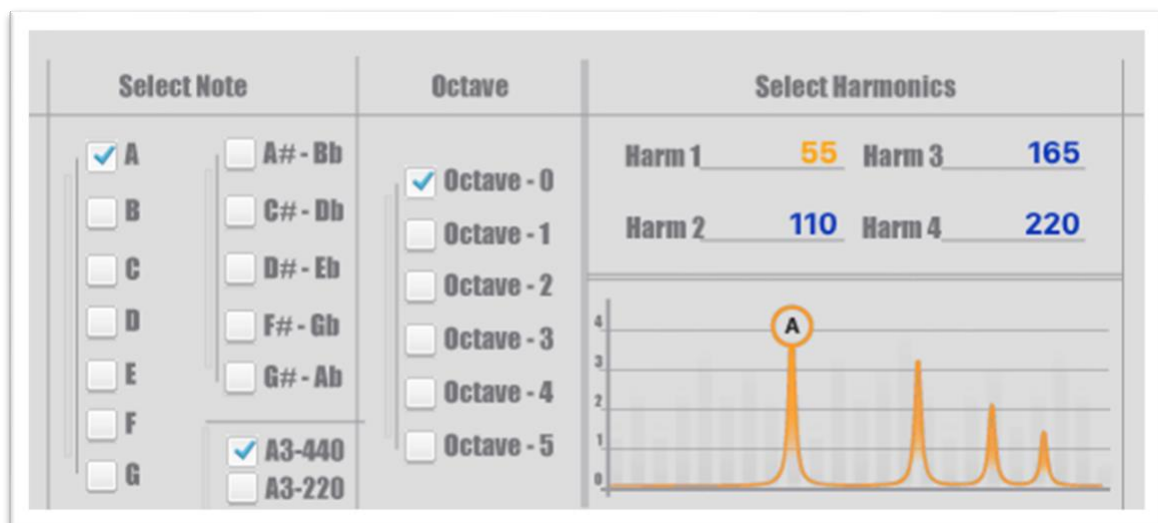 Select Note
Octave
Select Harmonics
A
A# - Bb
B
C# - Db
C
D# - Eb
D
F# - Gb
E
G# - Ab
F
G
A3-440
A3-220
Octave - 0
Octave - 1
Octave - 2
Octave - 3
Octave - 4
Octave - 5
Harm 1 55 Harm 3 165
Harm 2 110 Harm 4 220
A
4
3
2
1
0